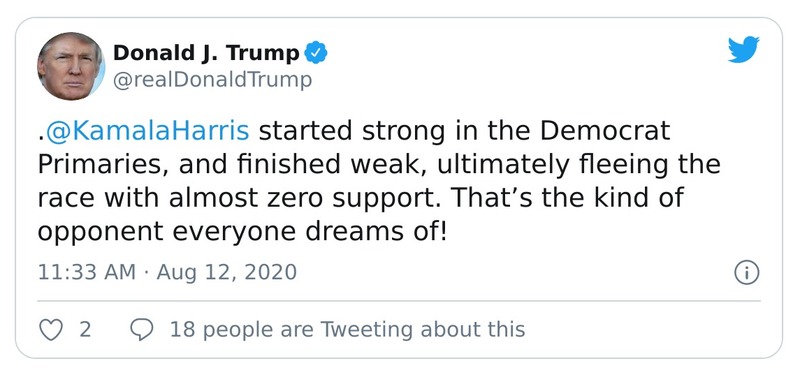 Donald J. Trump
@realDonaldTrump
.@KamalaHarris started strong in the Democrat
Primaries, and finished weak, ultimately fleeing the
race with almost zero support. That’s the kind of
opponent everyone dreams of!
11:33 AM · Aug 12, 2020
2 18 people are Tweeting about this